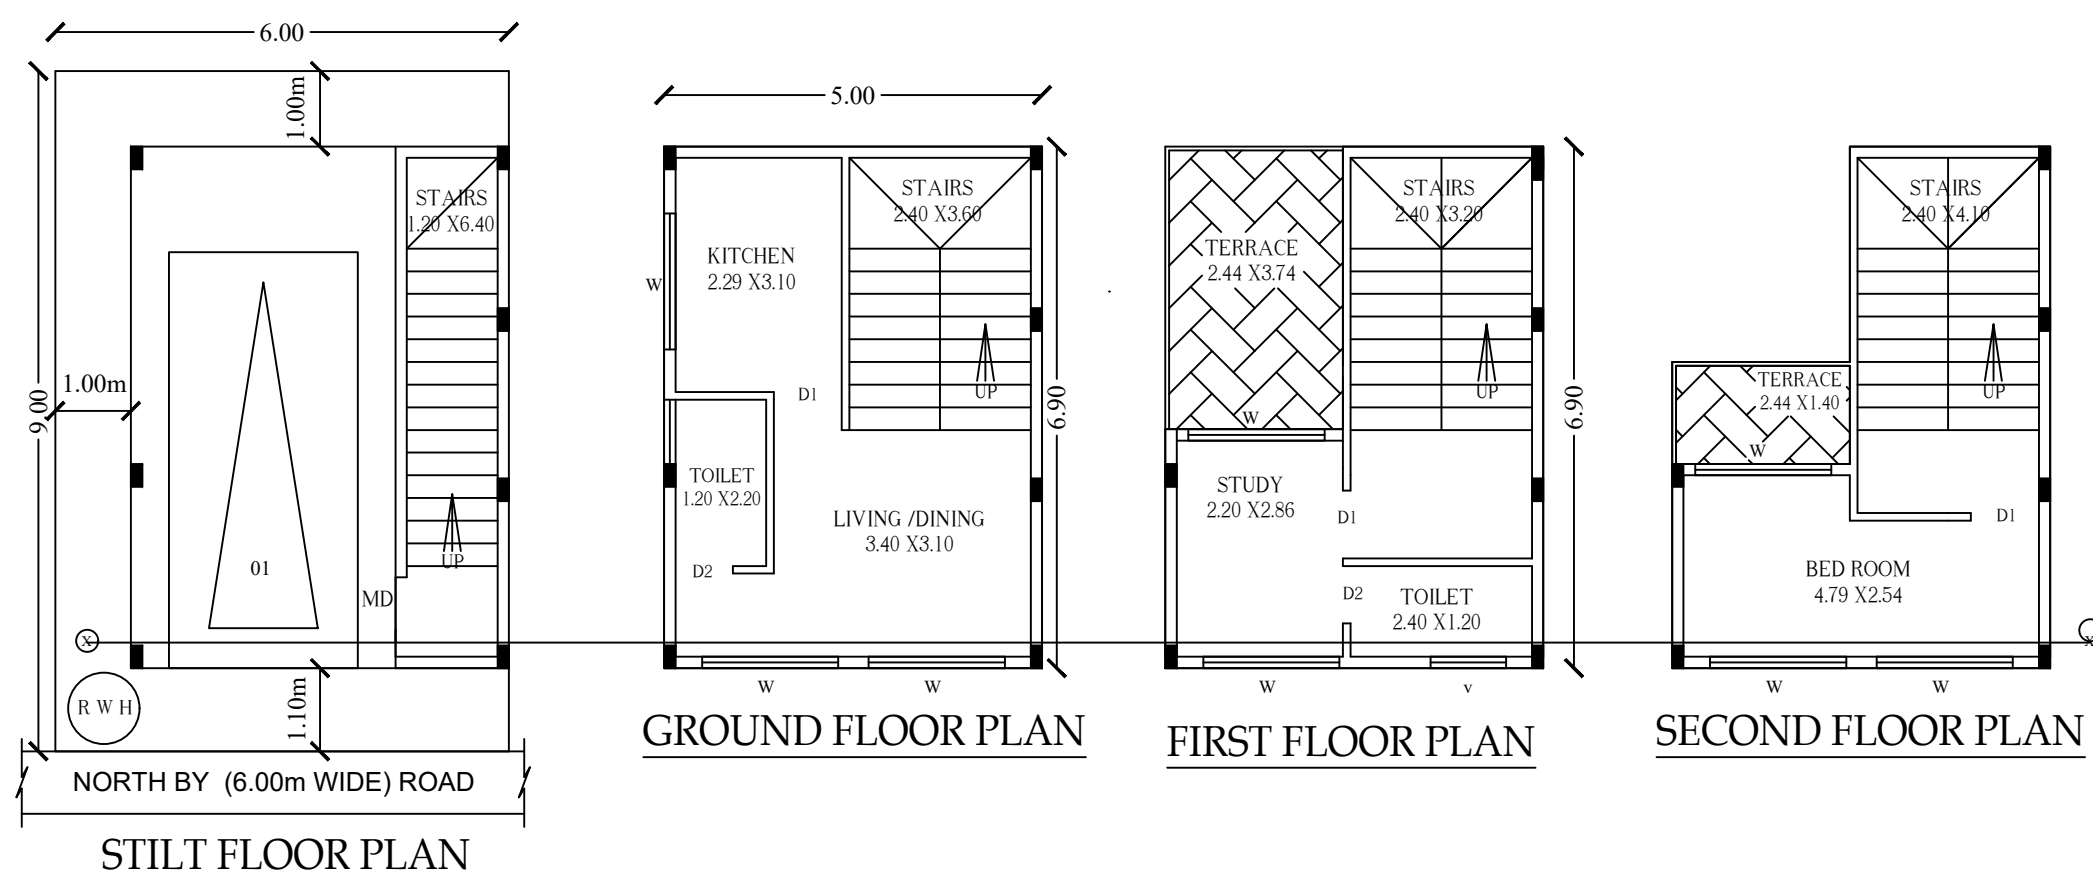 6.00
1.00m
STAIRS
1.20 X6.40
9.00
1.00m
01
UP
MD
X
R W H
1.10m
NORTH BY (6.00m WIDE) ROAD
STILT FLOOR PLAN
5.00
STAIRS
2.40 X3.60
KITCHEN
2.29 X3.10
W
D1
UP
6.90
TOILET
1.20 X2.20
LIVING /DINING
3.40 X3.10
D2
W
W
GROUND FLOOR PLAN
STAIRS
2.40 X3.20
TERRACE
2.44 X3.74
UP
6.90
W
STUDY
2.20 X2.86
D1
D2
TOILET
2.40 X1.20
W
V
FIRST FLOOR PLAN
STAIRS
2.40 X4.10
TERRACE
2.44 X1.40
UP
W
D1
BED ROOM
4.79 X2.54
X
W
W
SECOND FLOOR PLAN